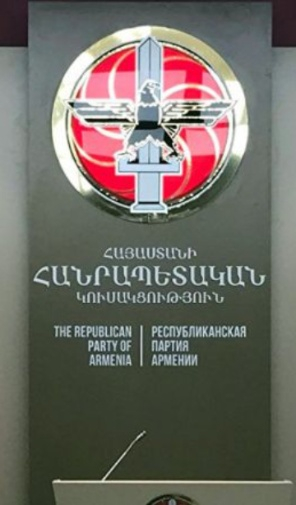 ՀԱՅԱՍՏԱՆԻ
ՀԱՆՐԱՊԵՏԱԿԱՆ
ԿՈՒՍԱԿՑՈՒԹՅՈՒՆ
THE REPUBLICAN
PARTY OF
ARMENIA
РЕСПУБЛИКАНСКАЯ
ПАРТИЯ
АРМЕНИИ